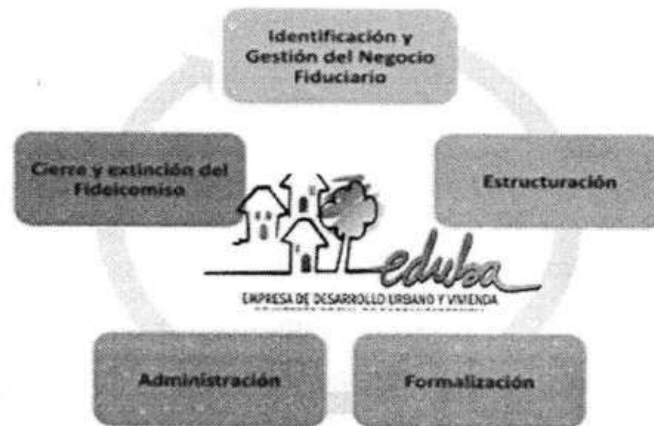 Identificación y
Gestión del Negocio
Fiduciario
Estructuración
Formalización
Administración
Cierre y extinción del
Fideicomiso
eduba
EMPRESA DE DESARROLLO URBANO Y VIVIENDA